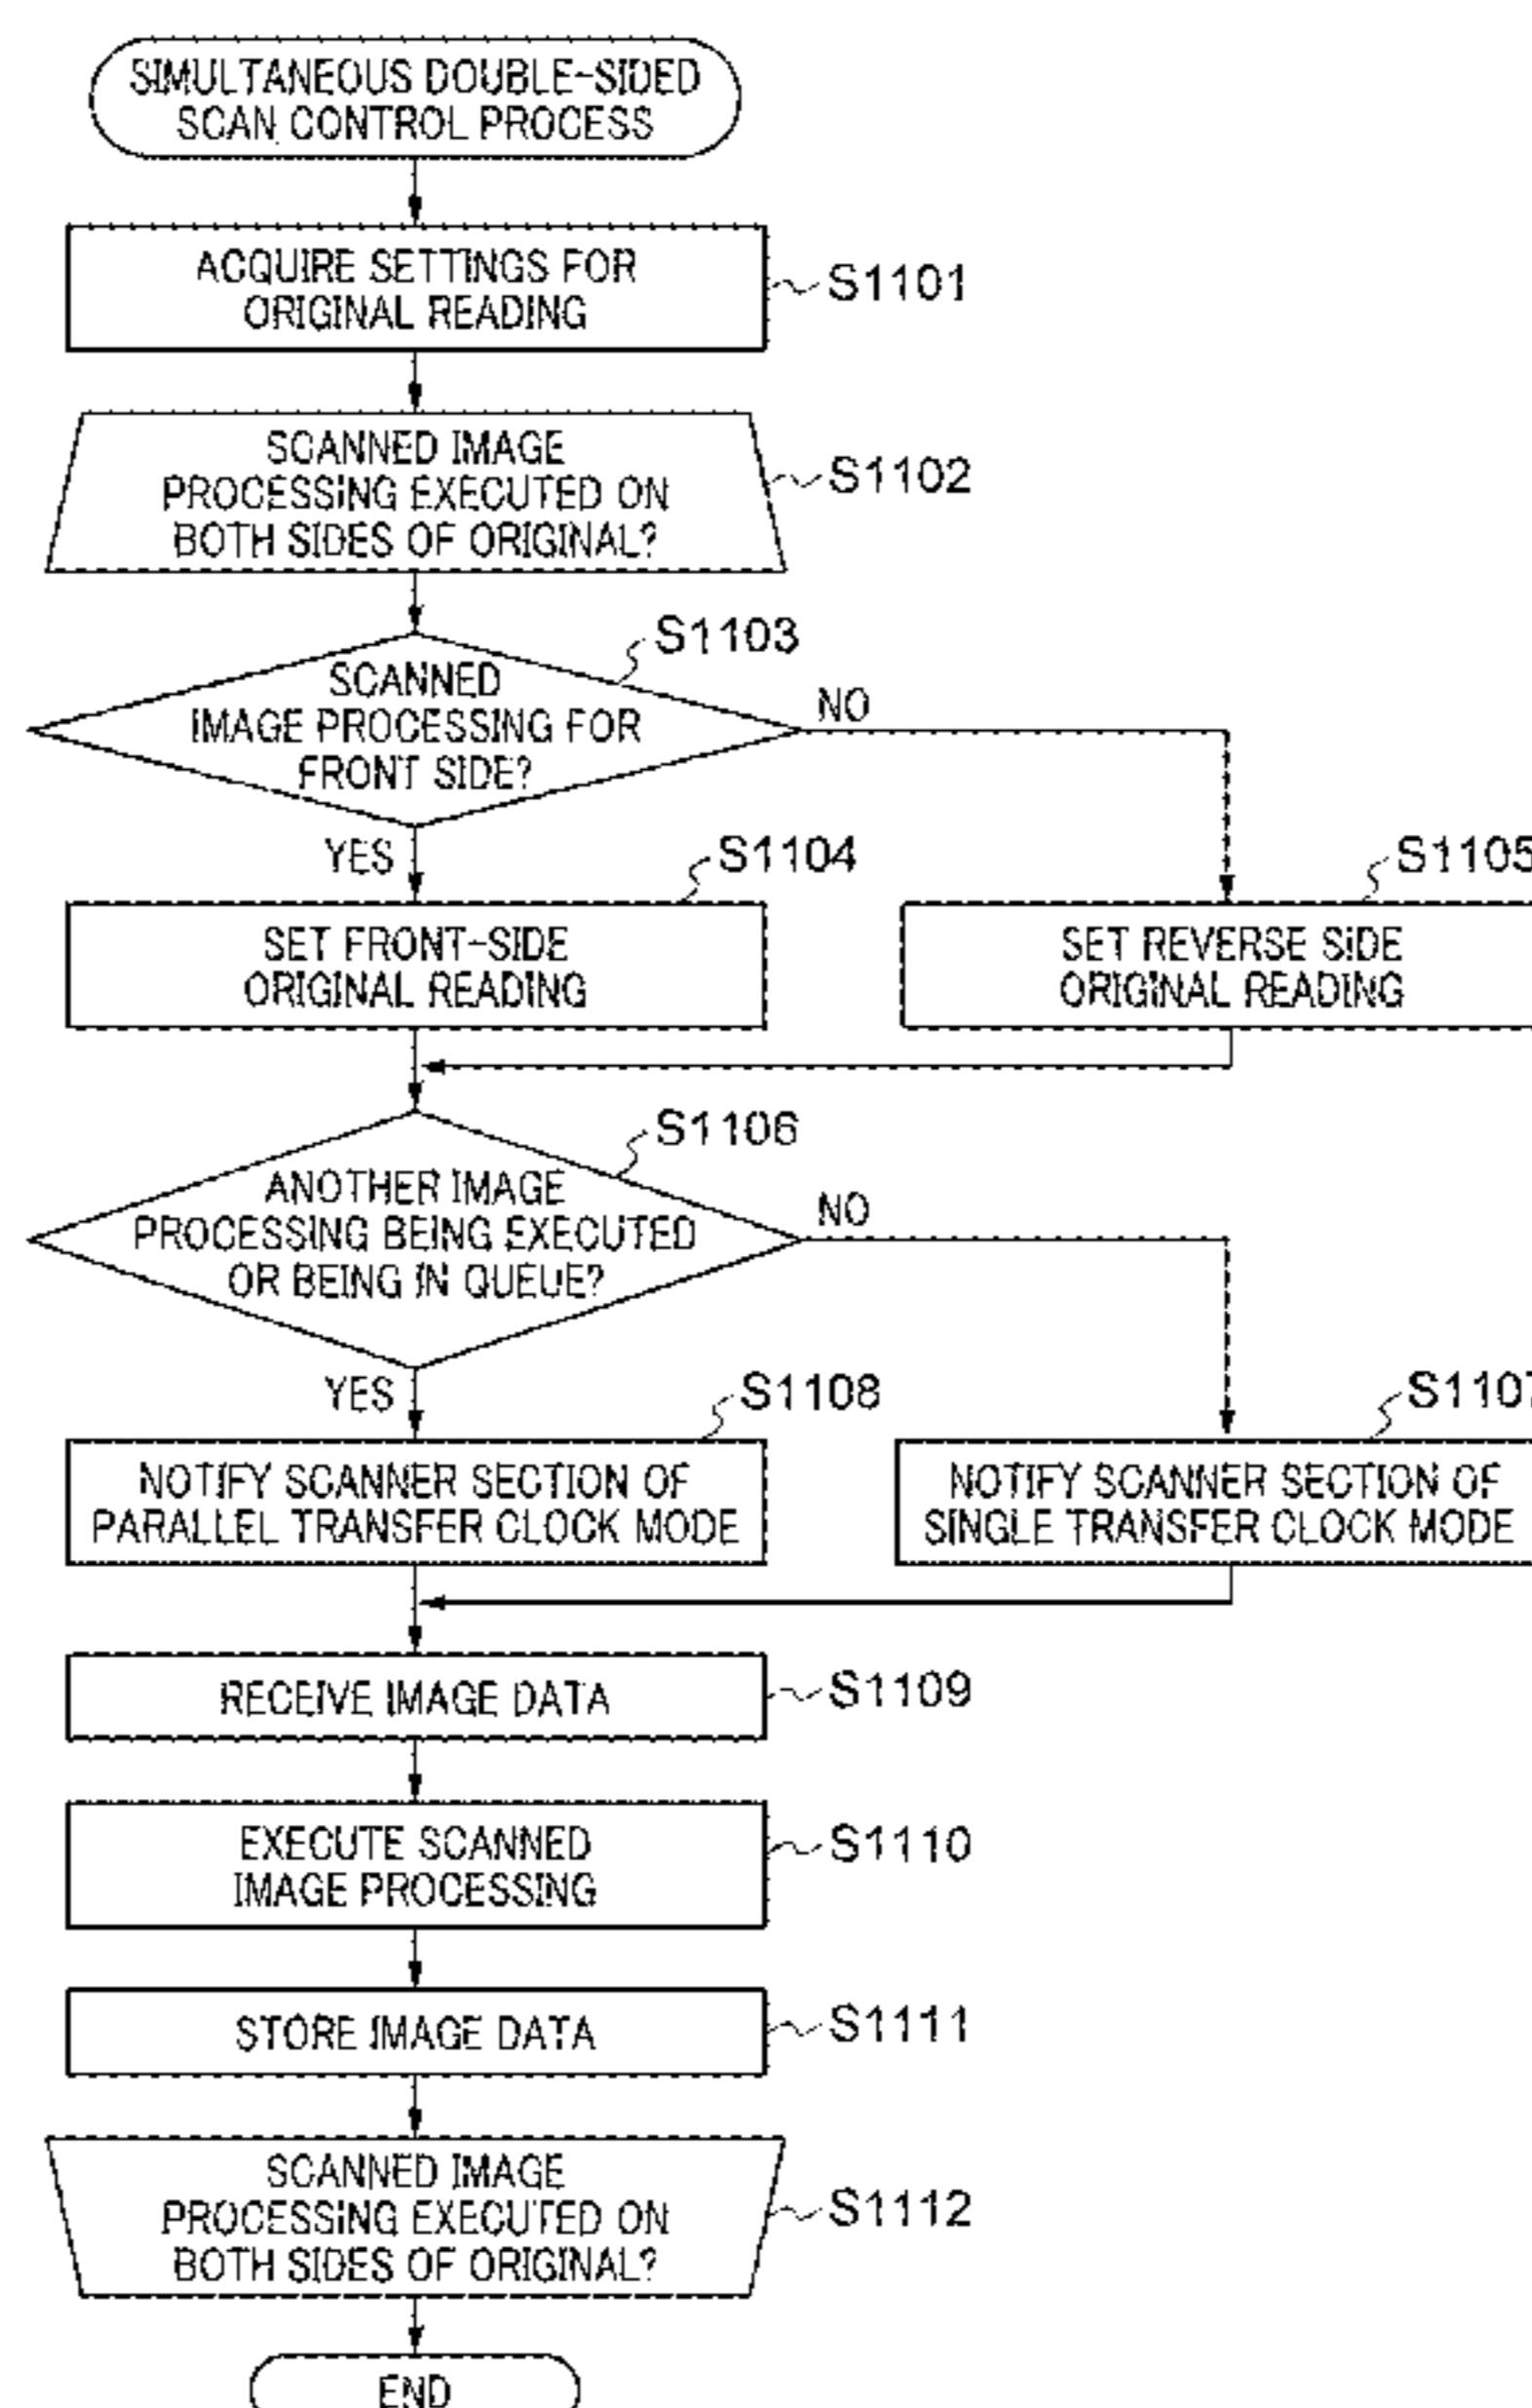 SIMULTANEOUS DOUBLE-SIDED
SCAN CONTROL PROCESS
ACQUIRE SETTINGS FOR
ORIGINAL READING
S1101
SCANNED IMAGE
PROCESSING EXECUTED ON
BOTH SIDES OF ORIGINAL?
S1102
S1103
SCANNED
IMAGE PROCESSING FOR
FRONT SIDE?
NO
YES
S1104
S1105
SET FRONT-SIDE
ORIGINAL READING
SET REVERSE SIDE
ORIGINAL READING
S1106
ANOTHER IMAGE
PROCESSING BEING EXECUTED
OR BEING IN QUEUE?
NO
YES
S1108
S1107
NOTIFY SCANNER SECTION OF
PARALLEL TRANSFER CLOCK MODE
NOTIFY SCANNER SECTION OF
SINGLE TRANSFER CLOCK MODE
RECEIVE IMAGE DATA
S1109
EXECUTE SCANNED
IMAGE PROCESSING
S1110
STORE IMAGE DATA
S1111
SCANNED IMAGE
PROCESSING EXECUTED ON
BOTH SIDES OF ORIGINAL?
S1112
END